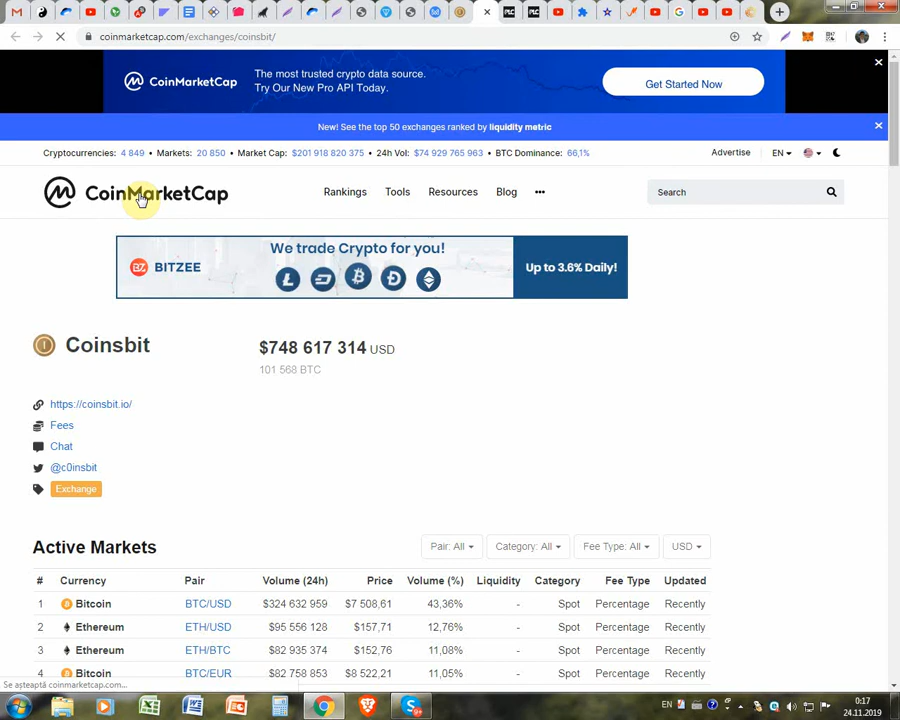 coinmarketcap.com/exchanges/coinsbit/
CoinMarketCap
The most trusted crypto data source.
Try Our New Pro API Today.
Get Started Now
New! See the top 50 exchanges ranked by liquidity metric
Cryptocurrencies: 4 849 • Markets: 20 850 • Market Cap: $201 918 820 375 • 24h Vol: $74 929 765 963 • BTC Dominance: 66,1%
Advertise EN
CoinMarketCap
Rankings Tools Resources Blog ••• Search
BITZEE
We trade Crypto for you!
Up to 3.6% Daily!
Coinsbit
$748 617 314 USD
101 568 BTC
https://coinsbit.io/
Fees
Chat
@c0insbit
Exchange
Active Markets
Pair: All Category: All Fee Type: All USD
# Currency Pair Volume (24h) Price Volume (%) Liquidity Category Fee Type Updated
1 Bitcoin BTC/USD $324 632 959 $7 508,61 43,36% - Spot Percentage Recently
2 Ethereum ETH/USD $95 556 128 $157,71 12,76% - Spot Percentage Recently
3 Ethereum ETH/BTC $82 935 374 $152,76 11,08% - Spot Percentage Recently
4 Bitcoin BTC/EUR $82 758 853 $8 522,21 11,05% - Spot Percentage Recently
Se așteaptă coinmarketcap.com...
EN
0:17
24.11.2019